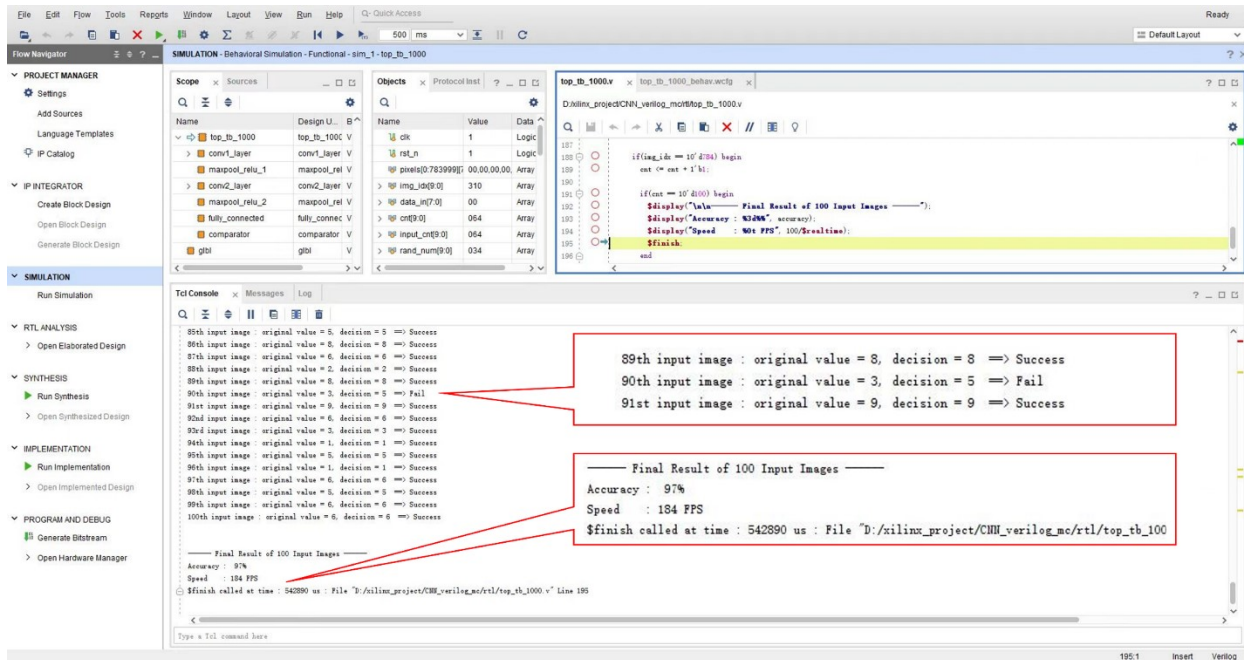 File Edit Flow Tools Reports Window Layout View Run Help Q- Quick Access Ready
500 ms Default Layout
Flow Navigator
SIMULATION - Behavioral Simulation - Functional - sim_1 - top_tb_1000
PROJECT MANAGER
Settings
Add Sources
Language Templates
IP Catalog
IP INTEGRATOR
Create Block Design
Open Block Design
Generate Block Design
SIMULATION
Run Simulation
RTL ANALYSIS
Open Elaborated Design
SYNTHESIS
Run Synthesis
Open Synthesized Design
IMPLEMENTATION
Run Implementation
Open Implemented Design
PROGRAM AND DEBUG
Generate Bitstream
Open Hardware Manager
Scope Sources
Name Design U... B
top_tb_1000 top_tb_1000 V
conv1_layer conv1_layer V
maxpool_relu_1 maxpool_rel V
conv2_layer conv2_layer V
maxpool_relu_2 maxpool_rel V
fully_connected fully_connec V
comparator comparator V
glbl glbl V
Objects Protocol Inst
Name Value Data
clk 1 Logic
rst_n 1 Logic
pixels[0:783999][7 00,00,00,00, Array
img_idx[9:0] 310 Array
data_in[7:0] 00 Array
cnt[9:0] 064 Array
input_cnt[9:0] 064 Array
rand_num[9:0] 034 Array
top_tb_1000.v top_tb_1000_behav.wcfg
D:/xilinx_project/CNN_verilog_mc/rtl/top_tb_1000.v
187
188 if(img_idx == 10'd784) begin
189 cnt <= cnt + 1'b1;
190
191 if(cnt == 10'd100) begin
192 $display("\n\n------ Final Result of 100 Input Images ------");
193 $display("Accuracy : %3d%%", accuracy);
194 $display("Speed : %0t FPS", 100/$realtime);
195 $finish;
196 end
Tcl Console Messages Log
85th input image : original value = 5, decision = 5 ==> Success
86th input image : original value = 8, decision = 8 ==> Success
87th input image : original value = 6, decision = 6 ==> Success
88th input image : original value = 2, decision = 2 ==> Success
89th input image : original value = 8, decision = 8 ==> Success
90th input image : original value = 3, decision = 5 ==> Fail
91st input image : original value = 9, decision = 9 ==> Success
92nd input image : original value = 6, decision = 6 ==> Success
93rd input image : original value = 3, decision = 3 ==> Success
94th input image : original value = 1, decision = 1 ==> Success
95th input image : original value = 5, decision = 5 ==> Success
96th input image : original value = 1, decision = 1 ==> Success
97th input image : original value = 6, decision = 6 ==> Success
98th input image : original value = 5, decision = 5 ==> Success
99th input image : original value = 6, decision = 6 ==> Success
100th input image : original value = 6, decision = 6 ==> Success
------ Final Result of 100 Input Images ------
Accuracy : 97%
Speed : 184 FPS
$finish called at time : 542890 us : File "D:/xilinx_project/CNN_verilog_mc/rtl/top_tb_1000.v" Line 195
89th input image : original value = 8, decision = 8 ==> Success
90th input image : original value = 3, decision = 5 ==> Fail
91st input image : original value = 9, decision = 9 ==> Success
------ Final Result of 100 Input Images ------
Accuracy : 97%
Speed : 184 FPS
$finish called at time : 542890 us : File "D:/xilinx_project/CNN_verilog_mc/rtl/top_tb_100
Type a Tcl command here
195:1 Insert Verilog